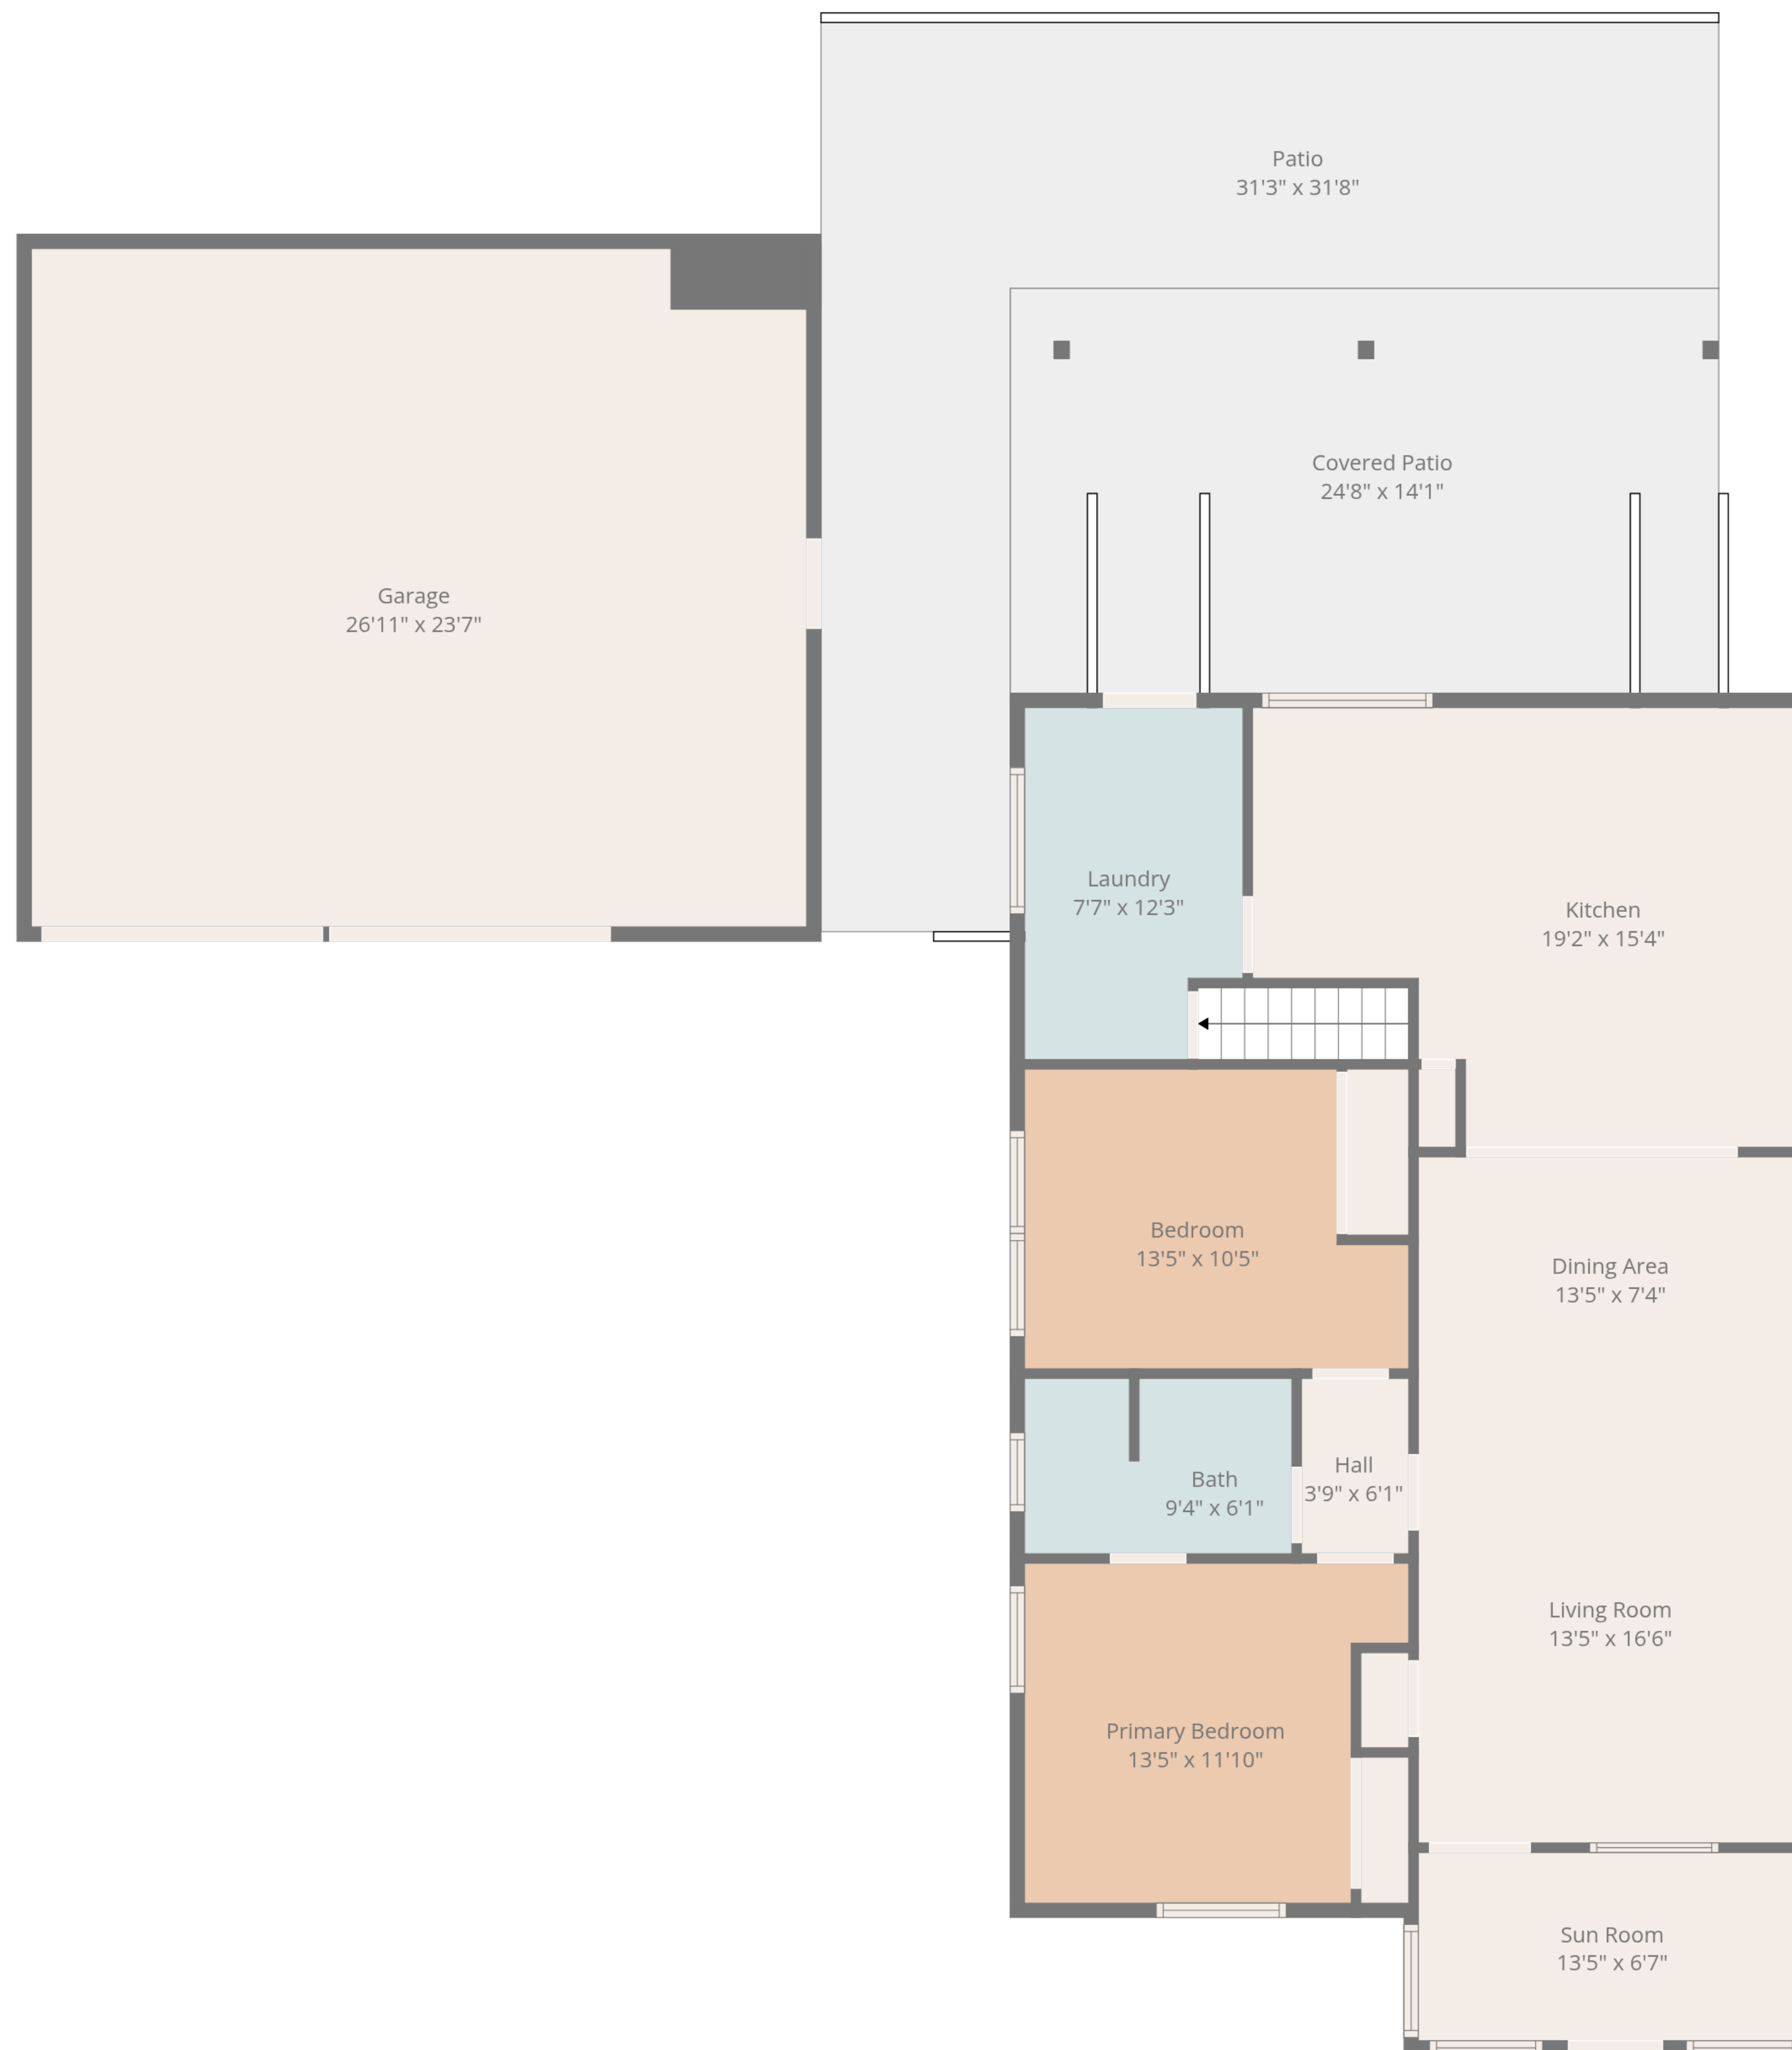 Patio
31'3" x 31'8"
Covered Patio
24'8" x 14'1"
Garage
26'11" x 23'7"
Laundry
7'7" x 12'3"
Kitchen
19'2" x 15'4"
Bedroom
13'5" x 10'5"
Dining Area
13'5" x 7'4"
Bath
9'4" x 6'1"
Hall
3'9" x 6'1"
Living Room
13'5" x 16'6"
Primary Bedroom
13'5" x 11'10"
Sun Room
13'5" x 6'7"